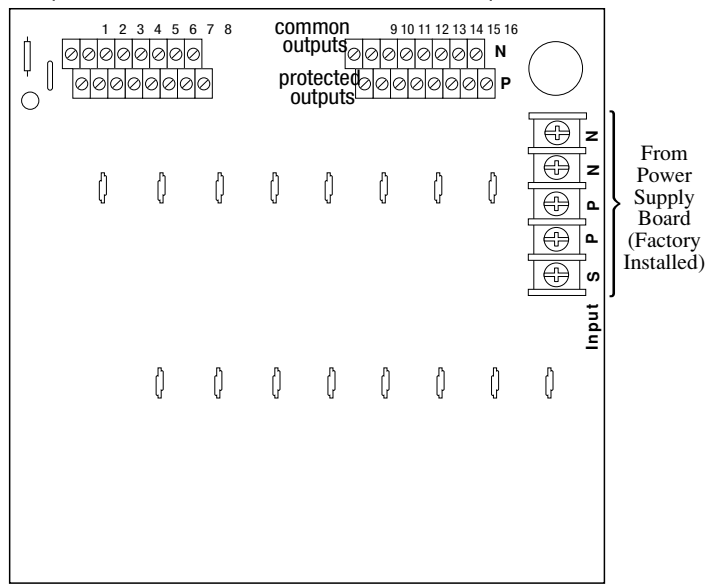 1 2 3 4 5 6 7 8
common
outputs
9 10 11 12 13 14 15 16
N
protected
outputs
P
N
N
P
P
S
Input
From
Power
Supply
Board
(Factory
Installed)